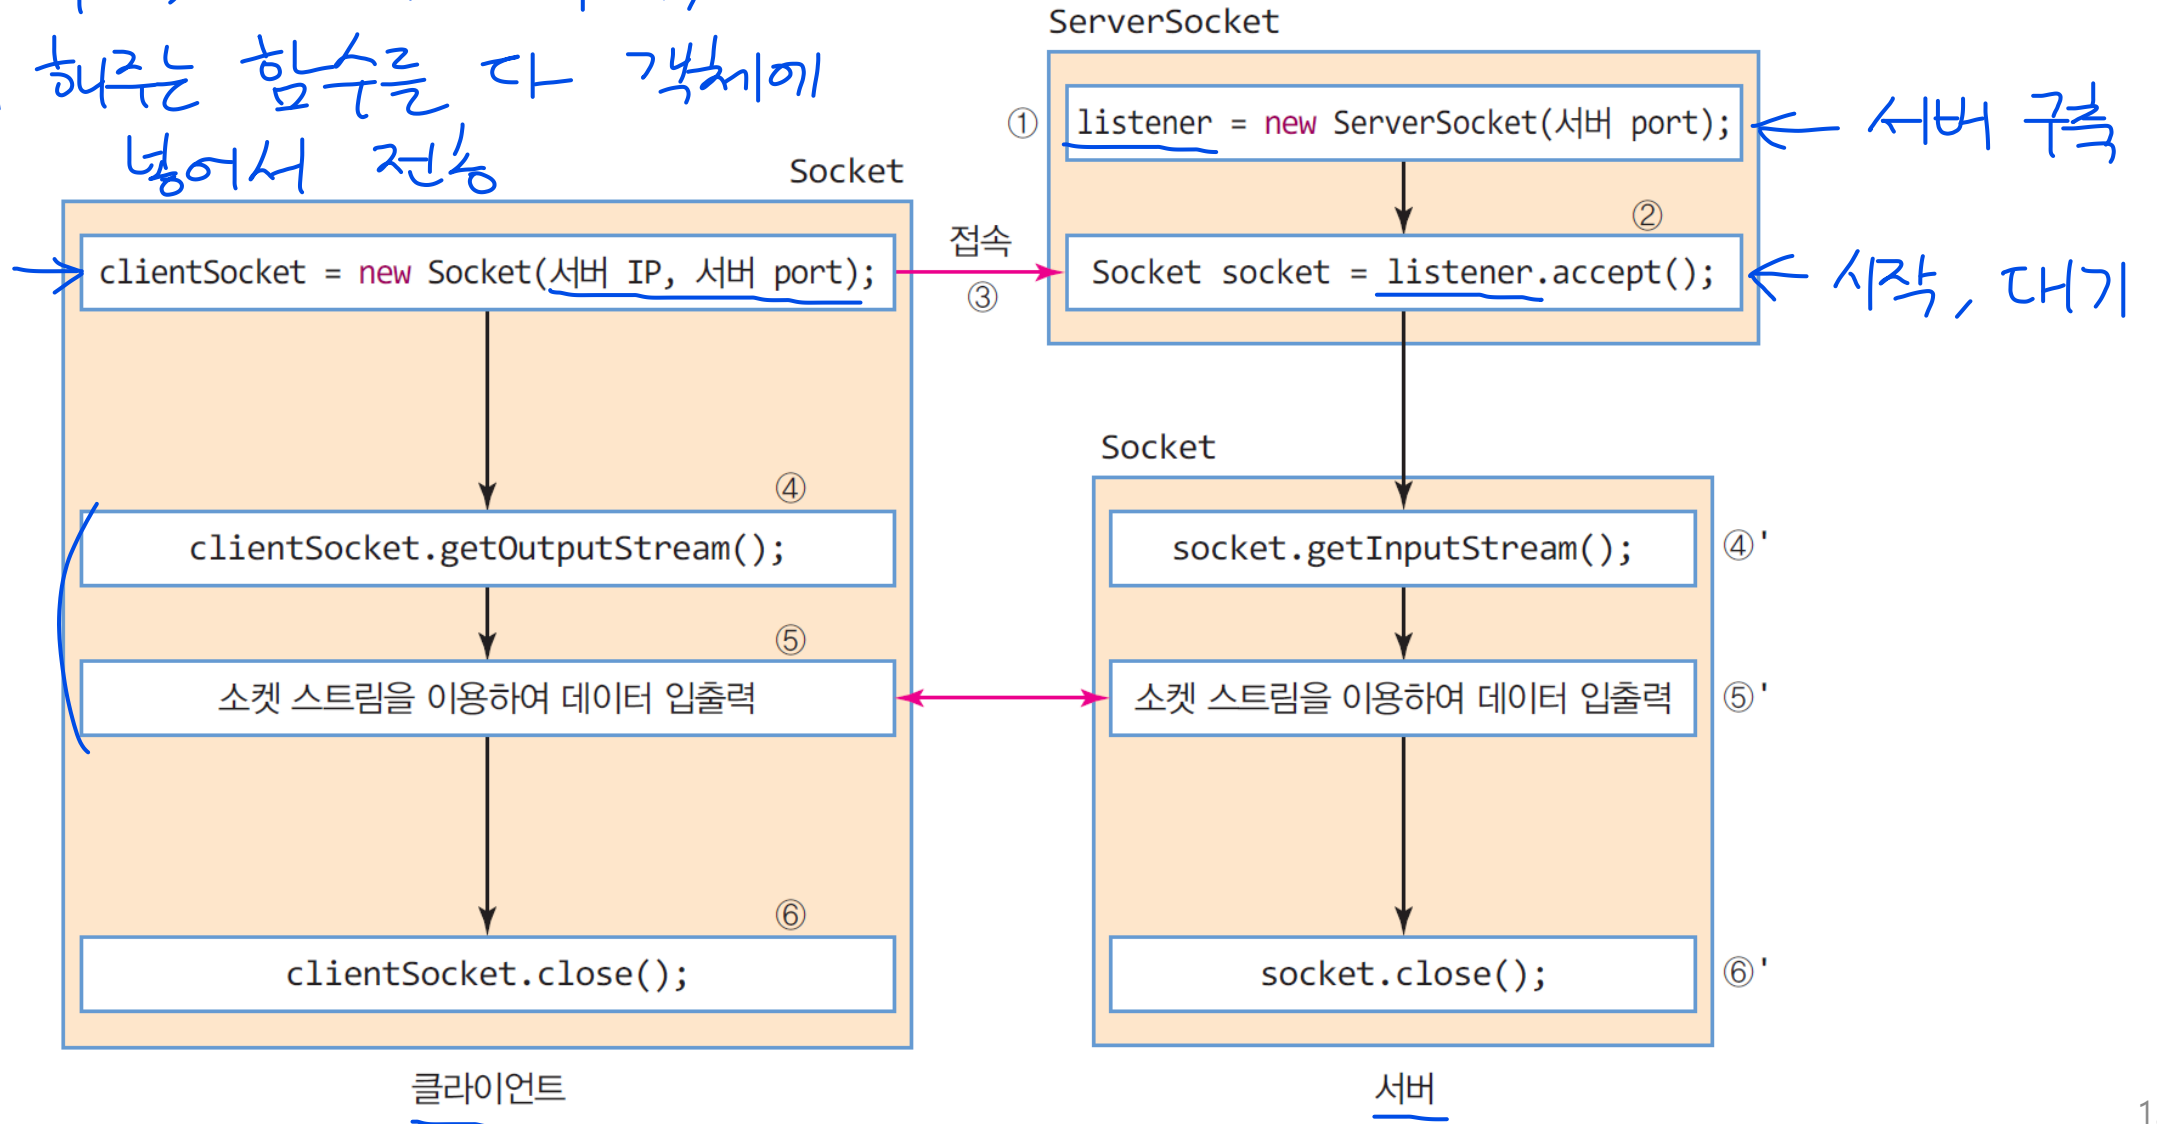 해주는 함수를 다 객체에
넣어서 전송
Socket
clientSocket = new Socket(서버 IP, 서버 port);
④
clientSocket.getOutputStream();
⑤
소켓 스트림을 이용하여 데이터 입출력
⑥
clientSocket.close();
클라이언트
접속
③
ServerSocket
①
listener = new ServerSocket(서버 port);
서버 구축
②
Socket socket = listener.accept();
시작, 대기
Socket
socket.getInputStream();
④'
소켓 스트림을 이용하여 데이터 입출력
⑤'
socket.close();
⑥'
서버
1